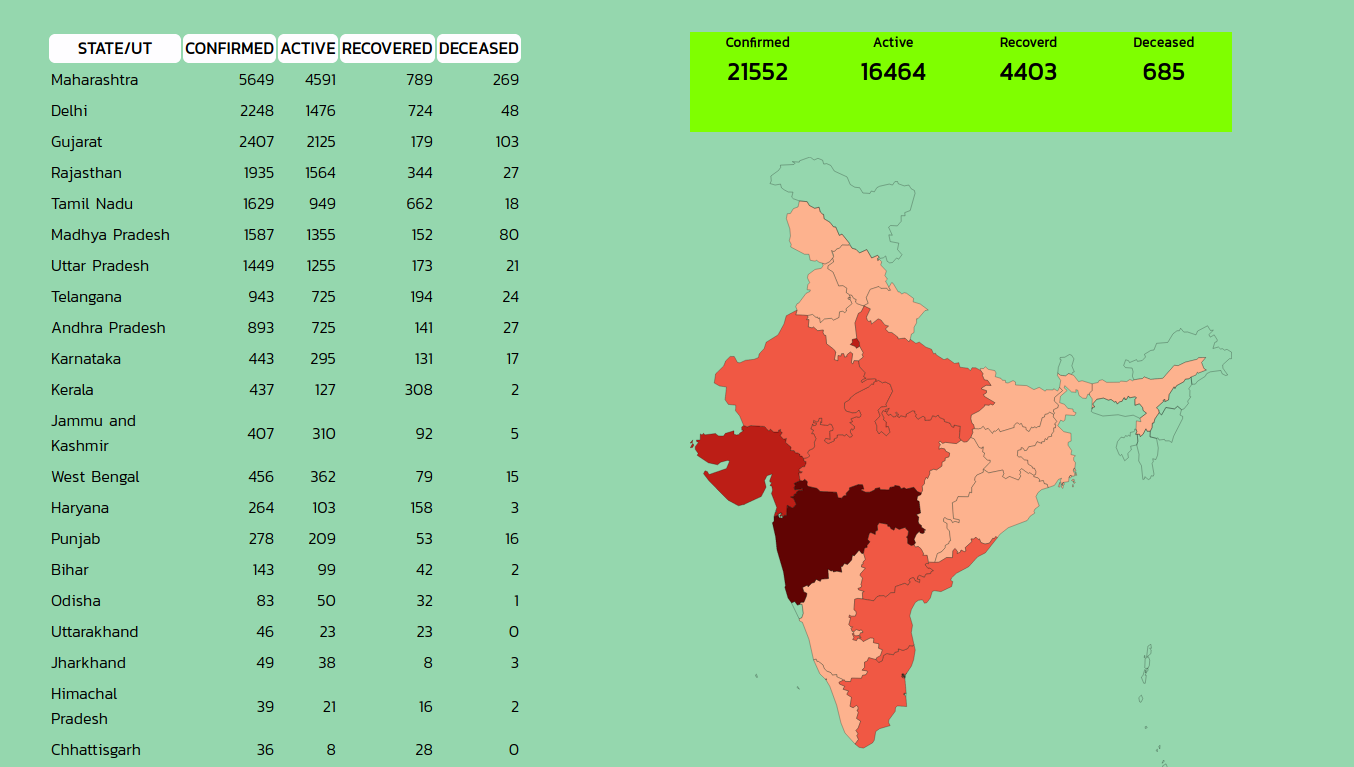 STATE/UT CONFIRMED ACTIVE RECOVERED DECEASED
Maharashtra 5649 4591 789 269
Delhi 2248 1476 724 48
Gujarat 2407 2125 179 103
Rajasthan 1935 1564 344 27
Tamil Nadu 1629 949 662 18
Madhya Pradesh 1587 1355 152 80
Uttar Pradesh 1449 1255 173 21
Telangana 943 725 194 24
Andhra Pradesh 893 725 141 27
Karnataka 443 295 131 17
Kerala 437 127 308 2
Jammu and
Kashmir 407 310 92 5
West Bengal 456 362 79 15
Haryana 264 103 158 3
Punjab 278 209 53 16
Bihar 143 99 42 2
Odisha 83 50 32 1
Uttarakhand 46 23 23 0
Jharkhand 49 38 8 3
Himachal
Pradesh 39 21 16 2
Chhattisgarh 36 8 28 0
Confirmed Active Recoverd Deceased
21552 16464 4403 685